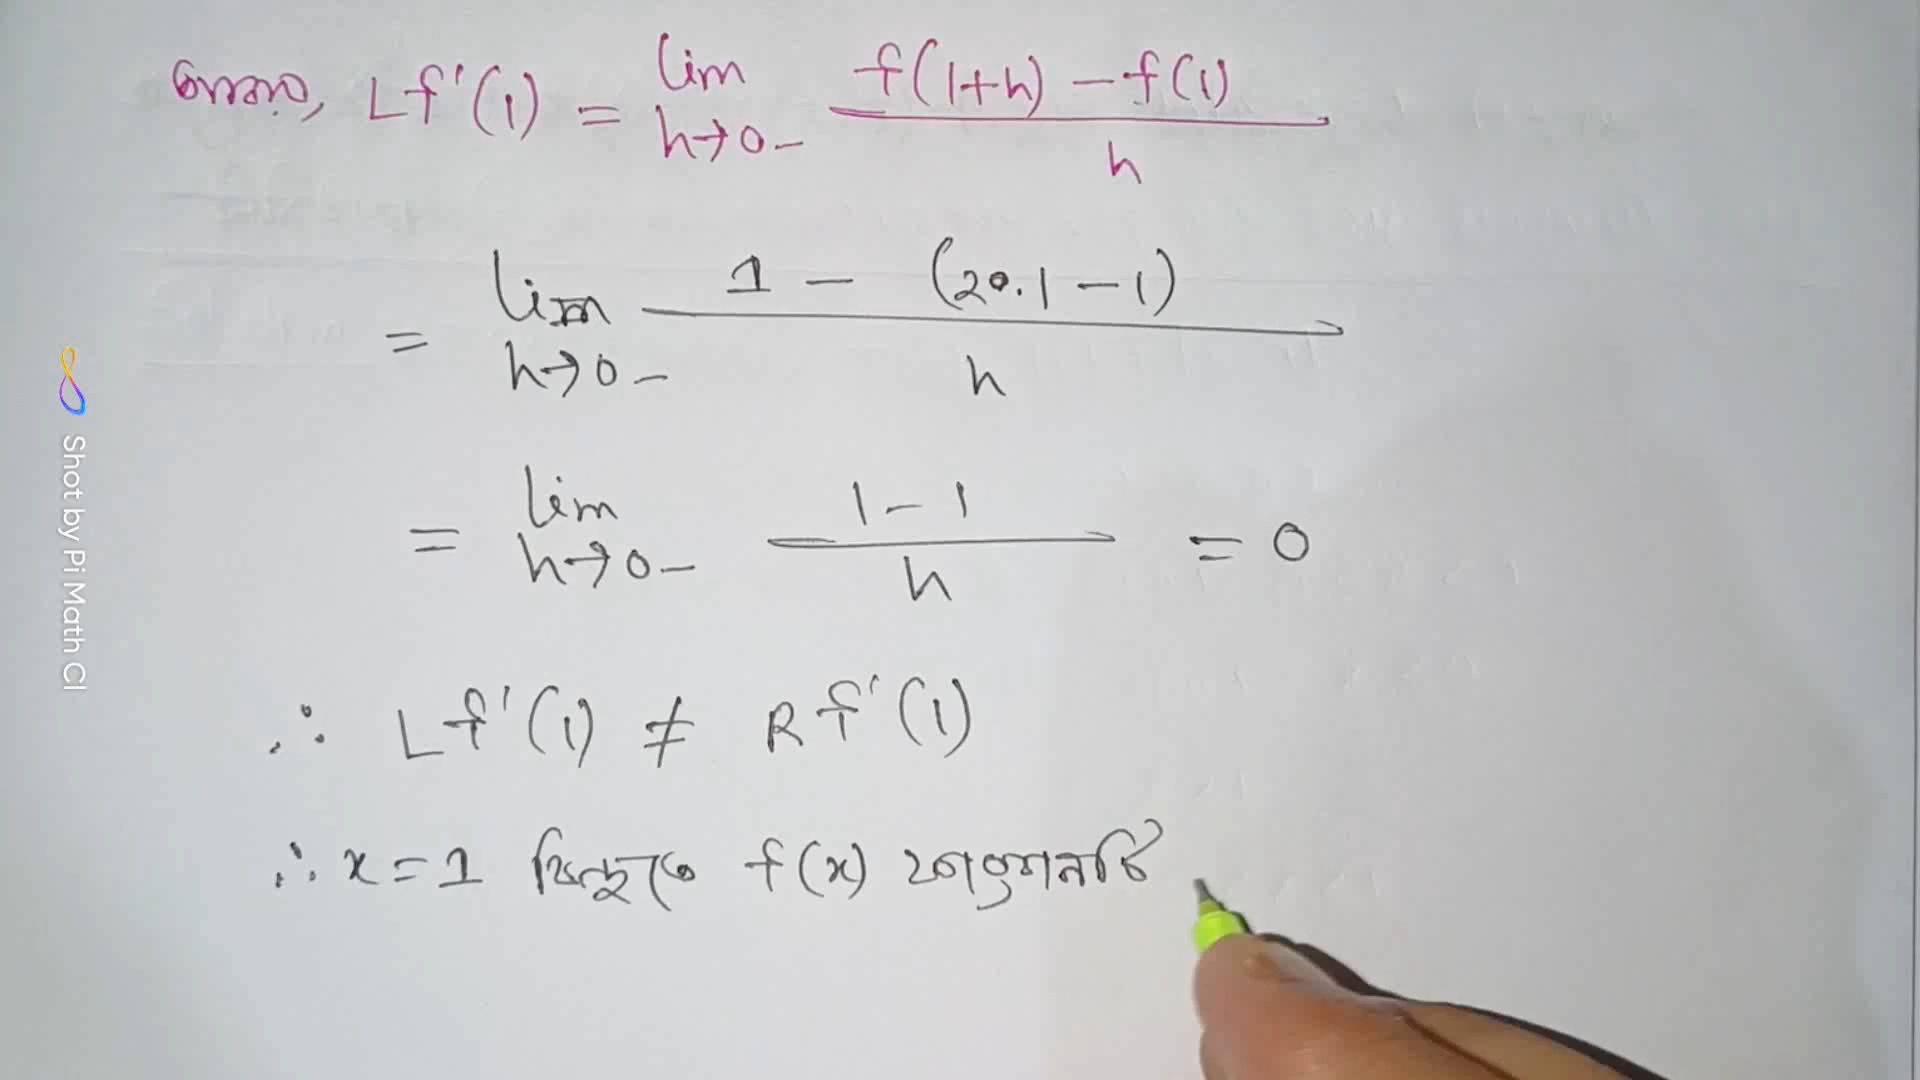 আবার, Lf'(1) = lim h→0- f(1+h) - f(1) / h
= lim h→0- 1 - (2.1-1) / h
= lim h→0- 1-1 / h = 0
∴ Lf'(1) ≠ Rf'(1)
∴ x=1 বিন্দুতে f(x) ফাংশনটি
Shot by Pi Math Cl